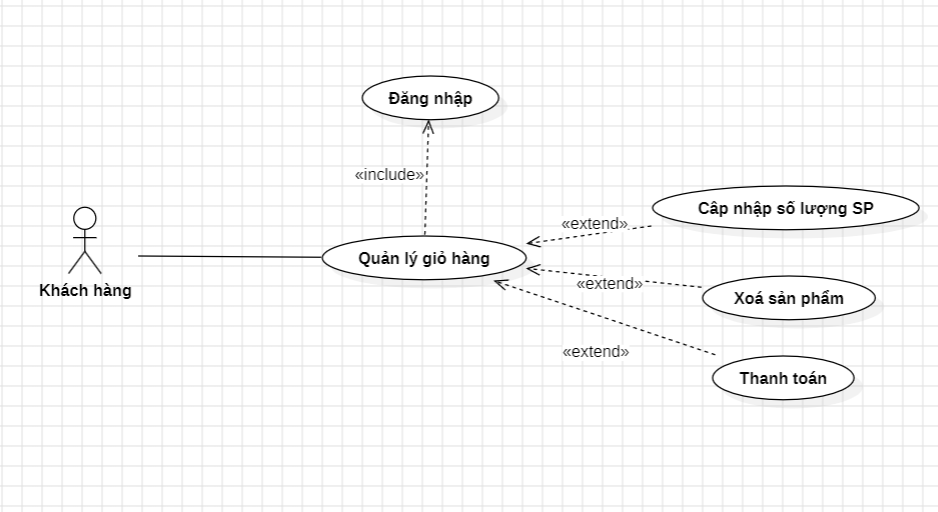 Đăng nhập
«include»
Câp nhập số lượng SP
«extend»
Quản lý giỏ hàng
«extend»
Khách hàng
Xoá sản phẩm
«extend»
Thanh toán